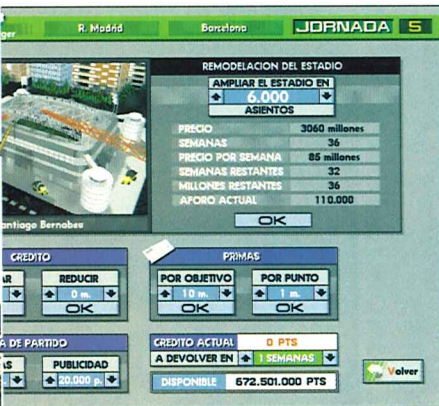 ger R. Madrid Barcelona JORNADA 5
REMODELACION DEL ESTADIO
AMPLIAR EL ESTADIO EN
6.000
ASIENTOS
PRECIO 3060 millones
SEMANAS 36
PRECIO POR SEMANA 85 millones
SEMANAS RESTANTES 32
MILLONES RESTANTES 36
AFORO ACTUAL 110.000
OK
antiago Bernabeu
CREDITO
AR REDUCIR
0 m.
OK
PRIMAS
POR OBJETIVO POR PUNTO
10 m. 1 m.
OK OK
A DE PARTIDO
AS PUBLICIDAD
20.000 p.
CREDITO ACTUAL 0 PTS
A DEVOLVER EN 1 SEMANAS
DISPONIBLE 672.501.000 PTS
Volver